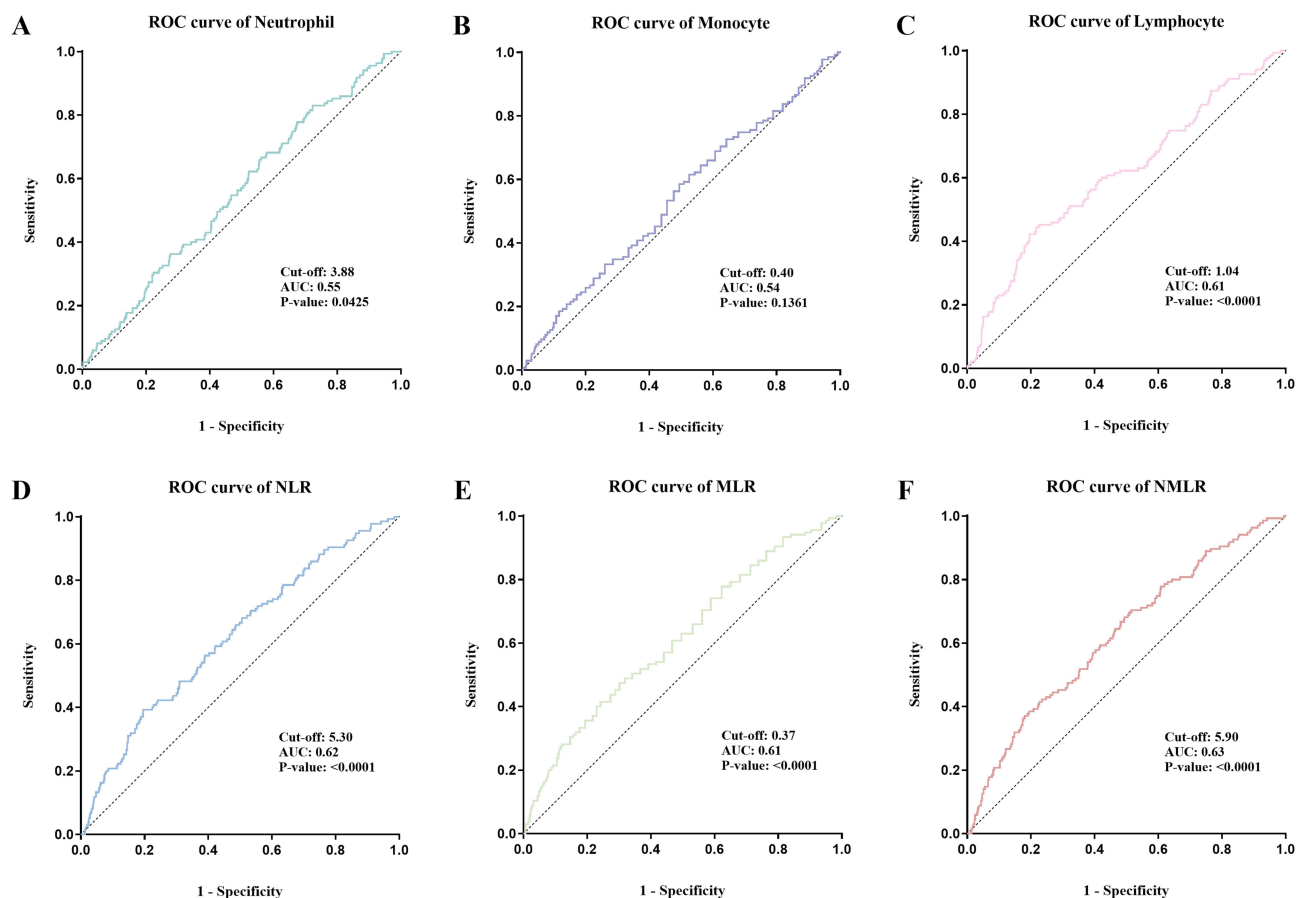 A
ROC curve of Neutrophil
1.0
0.8
0.6
0.4
0.2
0.0
Sensitivity
Cut-off: 3.88
AUC: 0.55
P-value: 0.0425
0.0 0.2 0.4 0.6 0.8 1.0
1 - Specificity
B
ROC curve of Monocyte
1.0
0.8
0.6
0.4
0.2
0.0
Sensitivity
Cut-off: 0.40
AUC: 0.54
P-value: 0.1361
0.0 0.2 0.4 0.6 0.8 1.0
1 - Specificity
C
ROC curve of Lymphocyte
1.0
0.8
0.6
0.4
0.2
0.0
Sensitivity
Cut-off: 1.04
AUC: 0.61
P-value: <0.0001
0.0 0.2 0.4 0.6 0.8 1.0
1 - Specificity
D
ROC curve of NLR
1.0
0.8
0.6
0.4
0.2
0.0
Sensitivity
Cut-off: 5.30
AUC: 0.62
P-value: <0.0001
0.0 0.2 0.4 0.6 0.8 1.0
1 - Specificity
E
ROC curve of MLR
1.0
0.8
0.6
0.4
0.2
0.0
Sensitivity
Cut-off: 0.37
AUC: 0.61
P-value: <0.0001
0.0 0.2 0.4 0.6 0.8 1.0
1 - Specificity
F
ROC curve of NMLR
1.0
0.8
0.6
0.4
0.2
0.0
Sensitivity
Cut-off: 5.90
AUC: 0.63
P-value: <0.0001
0.0 0.2 0.4 0.6 0.8 1.0
1 - Specificity